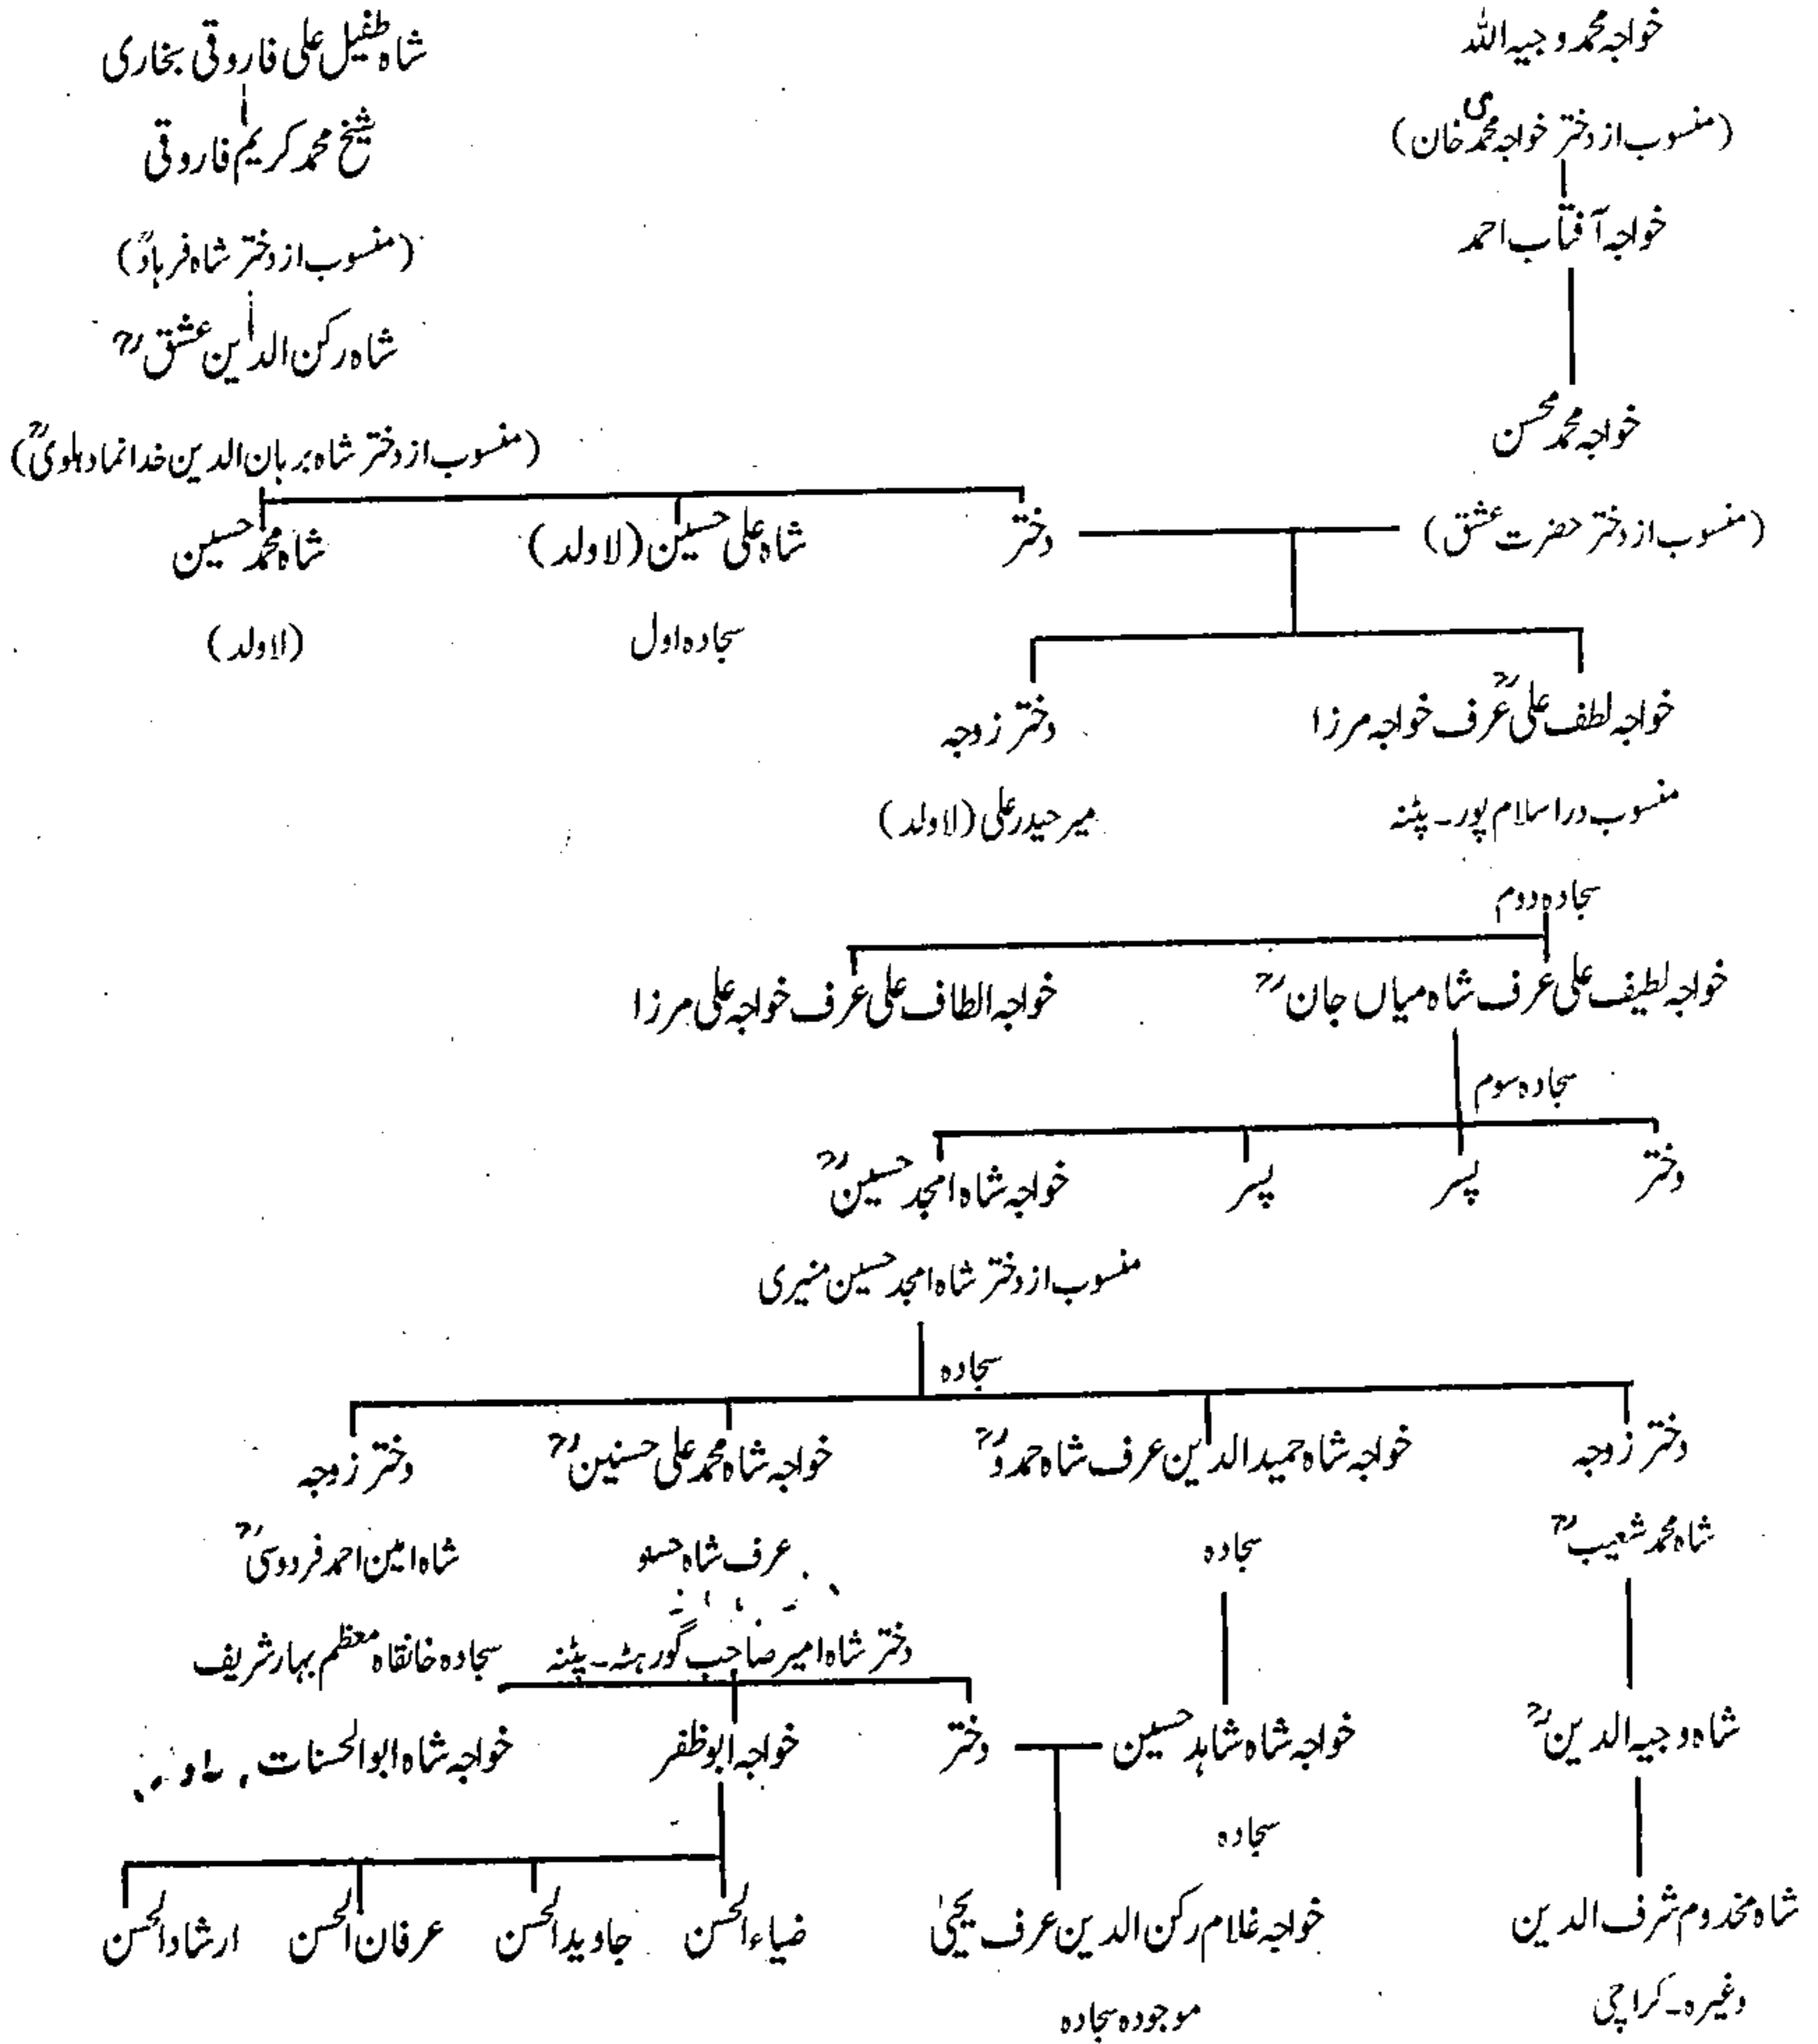 خواجہ محمد وجیہ اللہ
شاہ طفیل علی فاروقی بخاری
(منسوب از دختر خواجہ محمدی خان)
شیخ محمد کریم فاروقی
خواجہ آفتاب احمد
(منسوب از دختر شاہ فرہادؒ)
شاہ رکن الدین عشقؒ
خواجہ محمد محسن
(منسوب از دختر شاہ برہان الدین خدا نما دہلویؒ)
(منسوب از دختر حضرت عشق) دختر شاہ علی حسین (لاولد) شاہ محمد حسین
سجادہ اول (لاولد)
خواجہ لطف علیؒ عرف خواجہ مرزا دختر زوجہ
منسوب در اسلام پور۔ پٹنہ میر حیدر علی (لاولد)
سجادہ دوم
خواجہ لطیف علی عرف شاہ میاں جانؒ خواجہ الطاف علی عرف خواجہ علی مرزا
سجادہ سوم
دختر پسر پسر خواجہ شاہ امجد حسینؒ
منسوب از دختر شاہ امجد حسین منیری
سجادہ
دختر زوجہ خواجہ شاہ حمید الدین عرف شاہ حمدوؒ خواجہ شاہ محمد علی حسنینؒ دختر زوجہ
شاہ محمد شعیبؒ سجادہ عرف شاہ حسنو شاہ امین احمد فردوسیؒ
دختر شاہ امیر صاحب گورہٹہ۔ پٹنہ سجادہ خانقاہ معظم بہار شریف
شاہ وجیہ الدینؒ خواجہ شاہ شاہد حسین دختر خواجہ ابوظفر خواجہ شاہ ابوالحسنات
سجادہ
شاہ مخدوم شرف الدین خواجہ غلام رکن الدین عرف یحییٰ ضیاء الحسن جاوید الحسن عرفان الحسن ارشاد الحسن
وغیرہ۔ کراچی موجودہ سجادہ